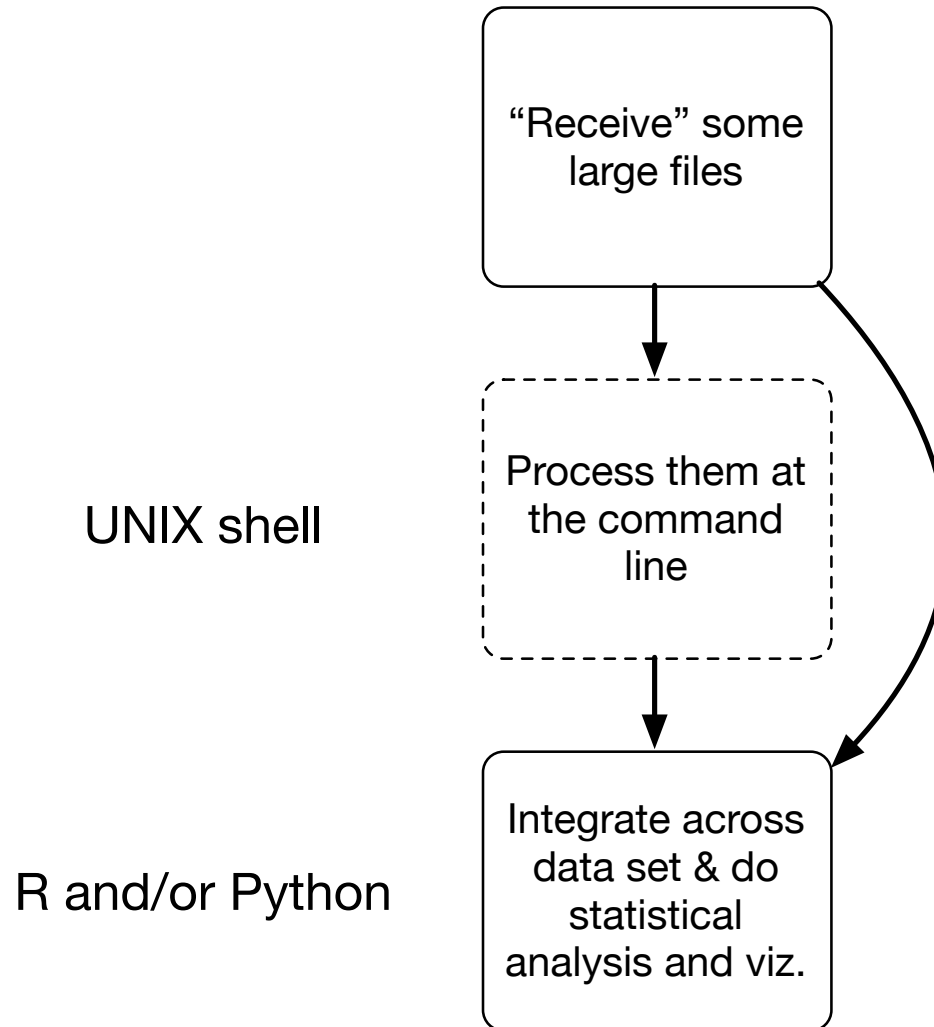 “Receive” some
large files
UNIX shell
Process them at
the command
line
R and/or Python
Integrate across
data set & do
statistical
analysis and viz.